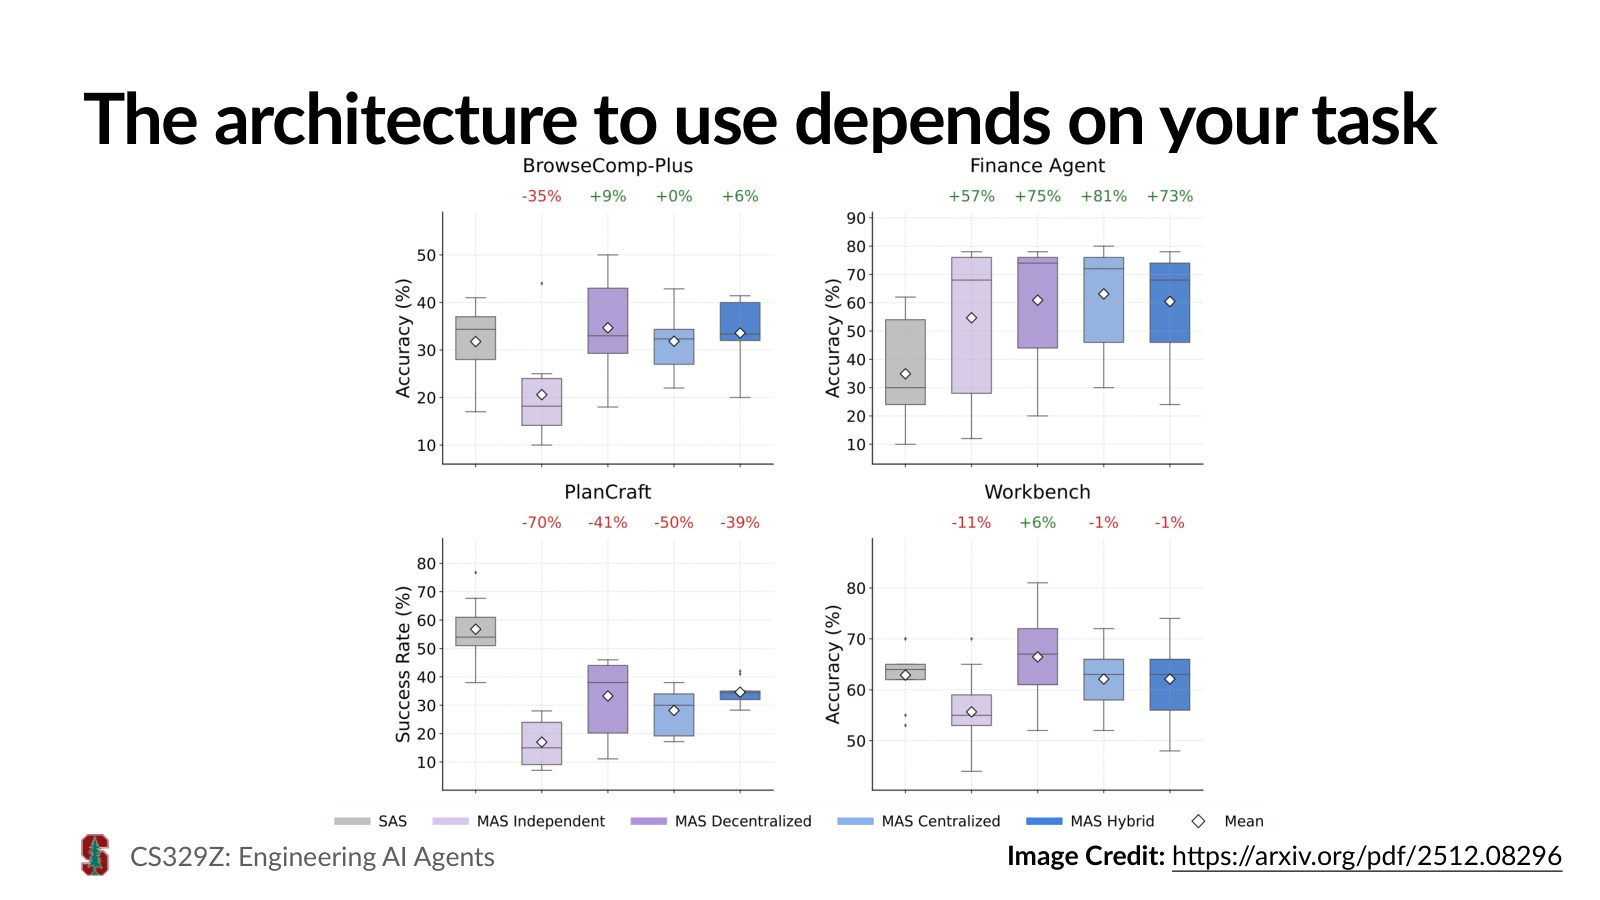 The architecture to use depends on your task
BrowseComp-Plus
-35% +9% +0% +6%
Accuracy (%)
50
40
30
20
10
Finance Agent
+57% +75% +81% +73%
Accuracy (%)
90
80
70
60
50
40
30
20
10
PlanCraft
-70% -41% -50% -39%
Success Rate (%)
80
70
60
50
40
30
20
10
Workbench
-11% +6% -1% -1%
Accuracy (%)
80
70
60
50
SAS MAS Independent MAS Decentralized MAS Centralized MAS Hybrid Mean
CS329Z: Engineering AI Agents
Image Credit: https://arxiv.org/pdf/2512.08296